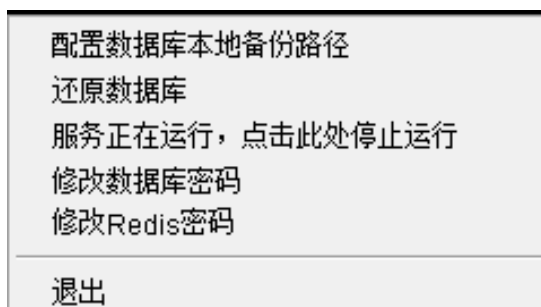 配置数据库本地备份路径
还原数据库
服务正在运行，点击此处停止运行
修改数据库密码
修改Redis密码
退出